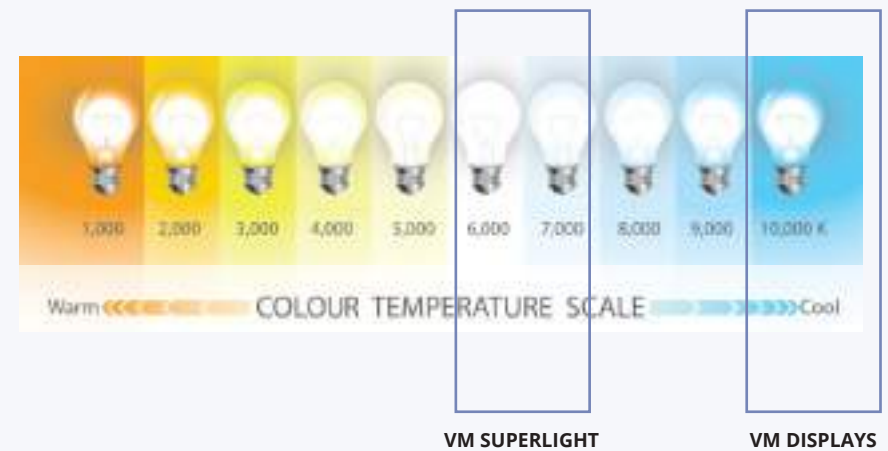 1,000 2,000 3,000 4,000 5,000 6,000 7,000 8,000 9,000 10,000 K
Warm COLOUR TEMPERATURE SCALE Cool
VM SUPERLIGHT VM DISPLAYS